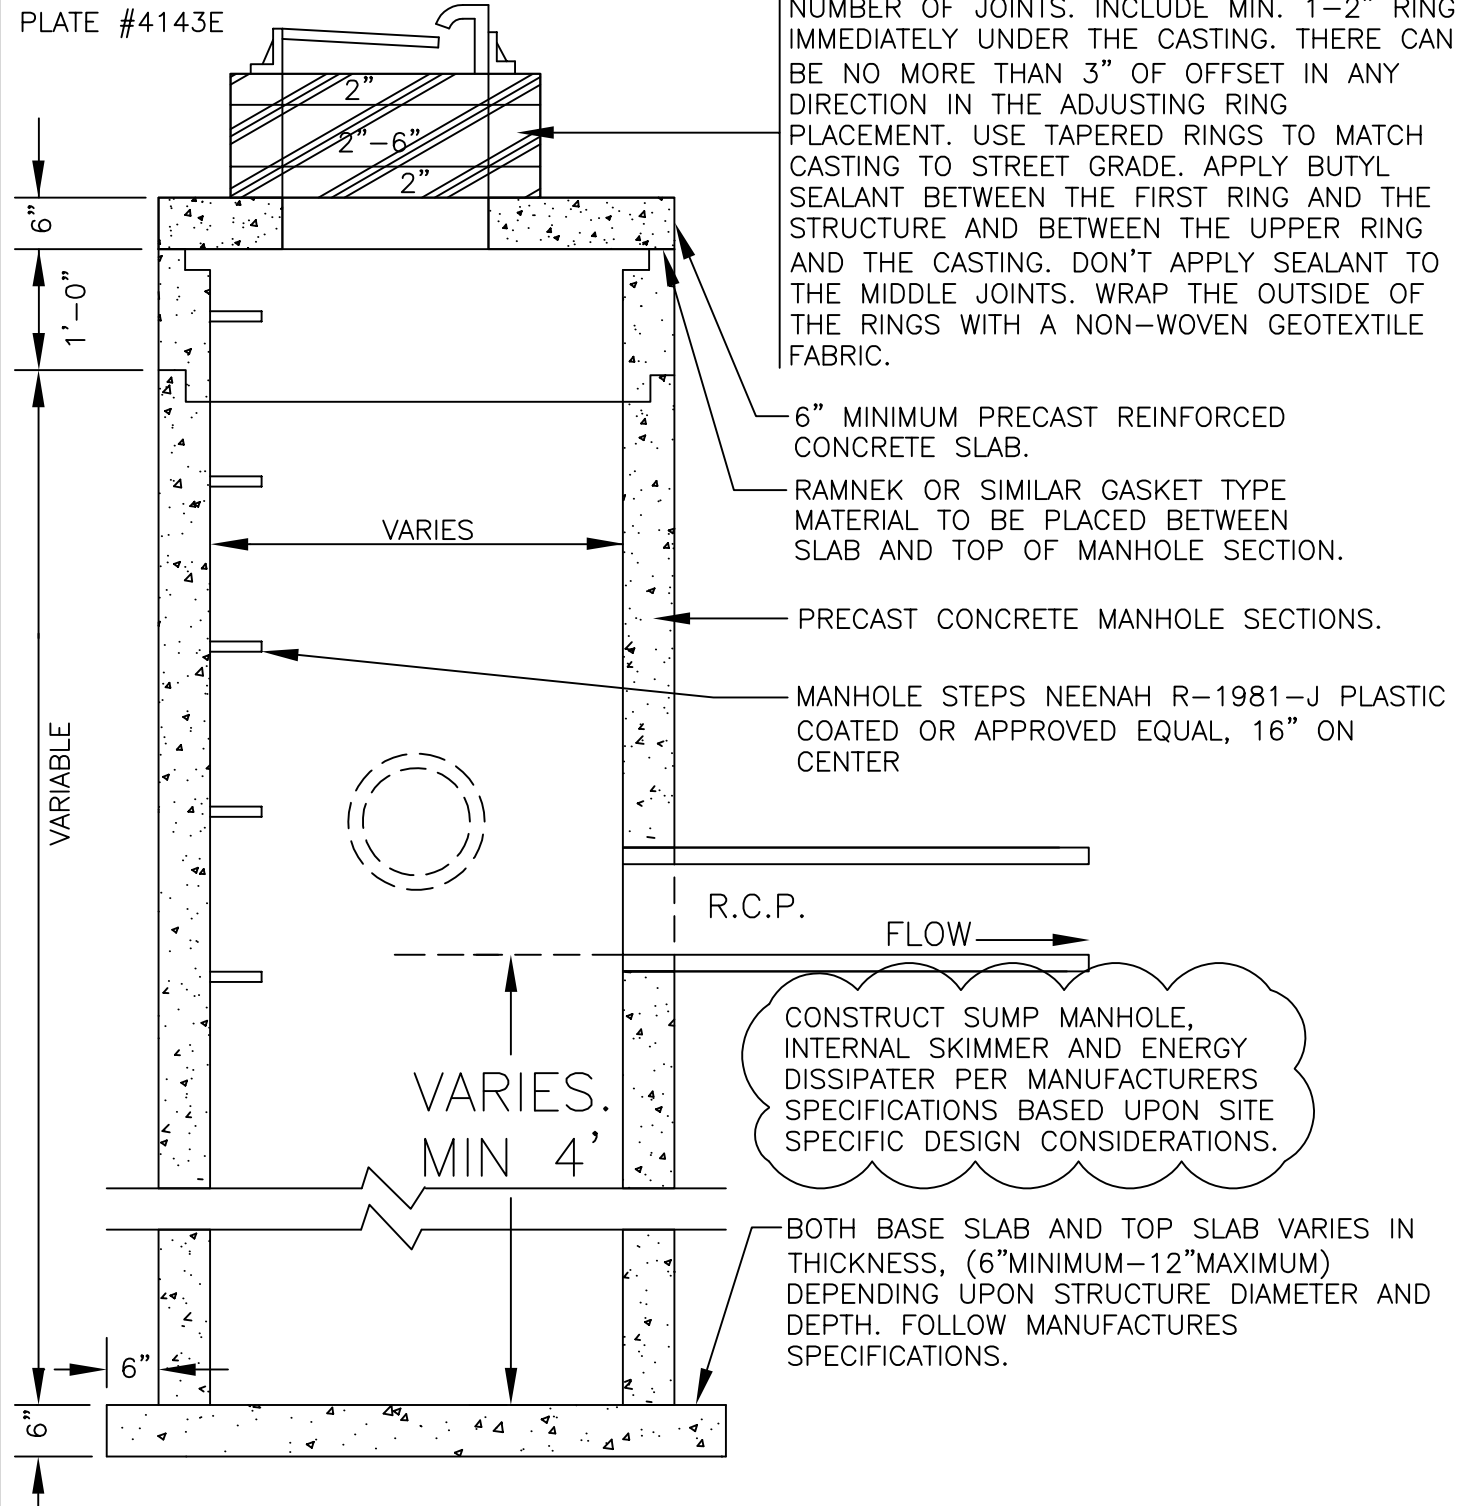 PLATE #4143E
NUMBER OF JOINTS. INCLUDE MIN. 1-2" RING
IMMEDIATELY UNDER THE CASTING. THERE CAN
BE NO MORE THAN 3" OF OFFSET IN ANY
DIRECTION IN THE ADJUSTING RING
PLACEMENT. USE TAPERED RINGS TO MATCH
CASTING TO STREET GRADE. APPLY BUTYL
SEALANT BETWEEN THE FIRST RING AND THE
STRUCTURE AND BETWEEN THE UPPER RING
AND THE CASTING. DON'T APPLY SEALANT TO
THE MIDDLE JOINTS. WRAP THE OUTSIDE OF
THE RINGS WITH A NON-WOVEN GEOTEXTILE
FABRIC.
2"
2"-6"
2"
6"
1'-0"
6" MINIMUM PRECAST REINFORCED
CONCRETE SLAB.
RAMNEK OR SIMILAR GASKET TYPE
MATERIAL TO BE PLACED BETWEEN
SLAB AND TOP OF MANHOLE SECTION.
VARIES
PRECAST CONCRETE MANHOLE SECTIONS.
MANHOLE STEPS NEENAH R-1981-J PLASTIC
COATED OR APPROVED EQUAL, 16" ON
CENTER
VARIABLE
R.C.P.
FLOW
CONSTRUCT SUMP MANHOLE,
INTERNAL SKIMMER AND ENERGY
DISSIPATER PER MANUFACTURERS
SPECIFICATIONS BASED UPON SITE
SPECIFIC DESIGN CONSIDERATIONS.
VARIES.
MIN 4'
BOTH BASE SLAB AND TOP SLAB VARIES IN
THICKNESS, (6"MINIMUM-12"MAXIMUM)
DEPENDING UPON STRUCTURE DIAMETER AND
DEPTH. FOLLOW MANUFACTURES
SPECIFICATIONS.
6"
6"